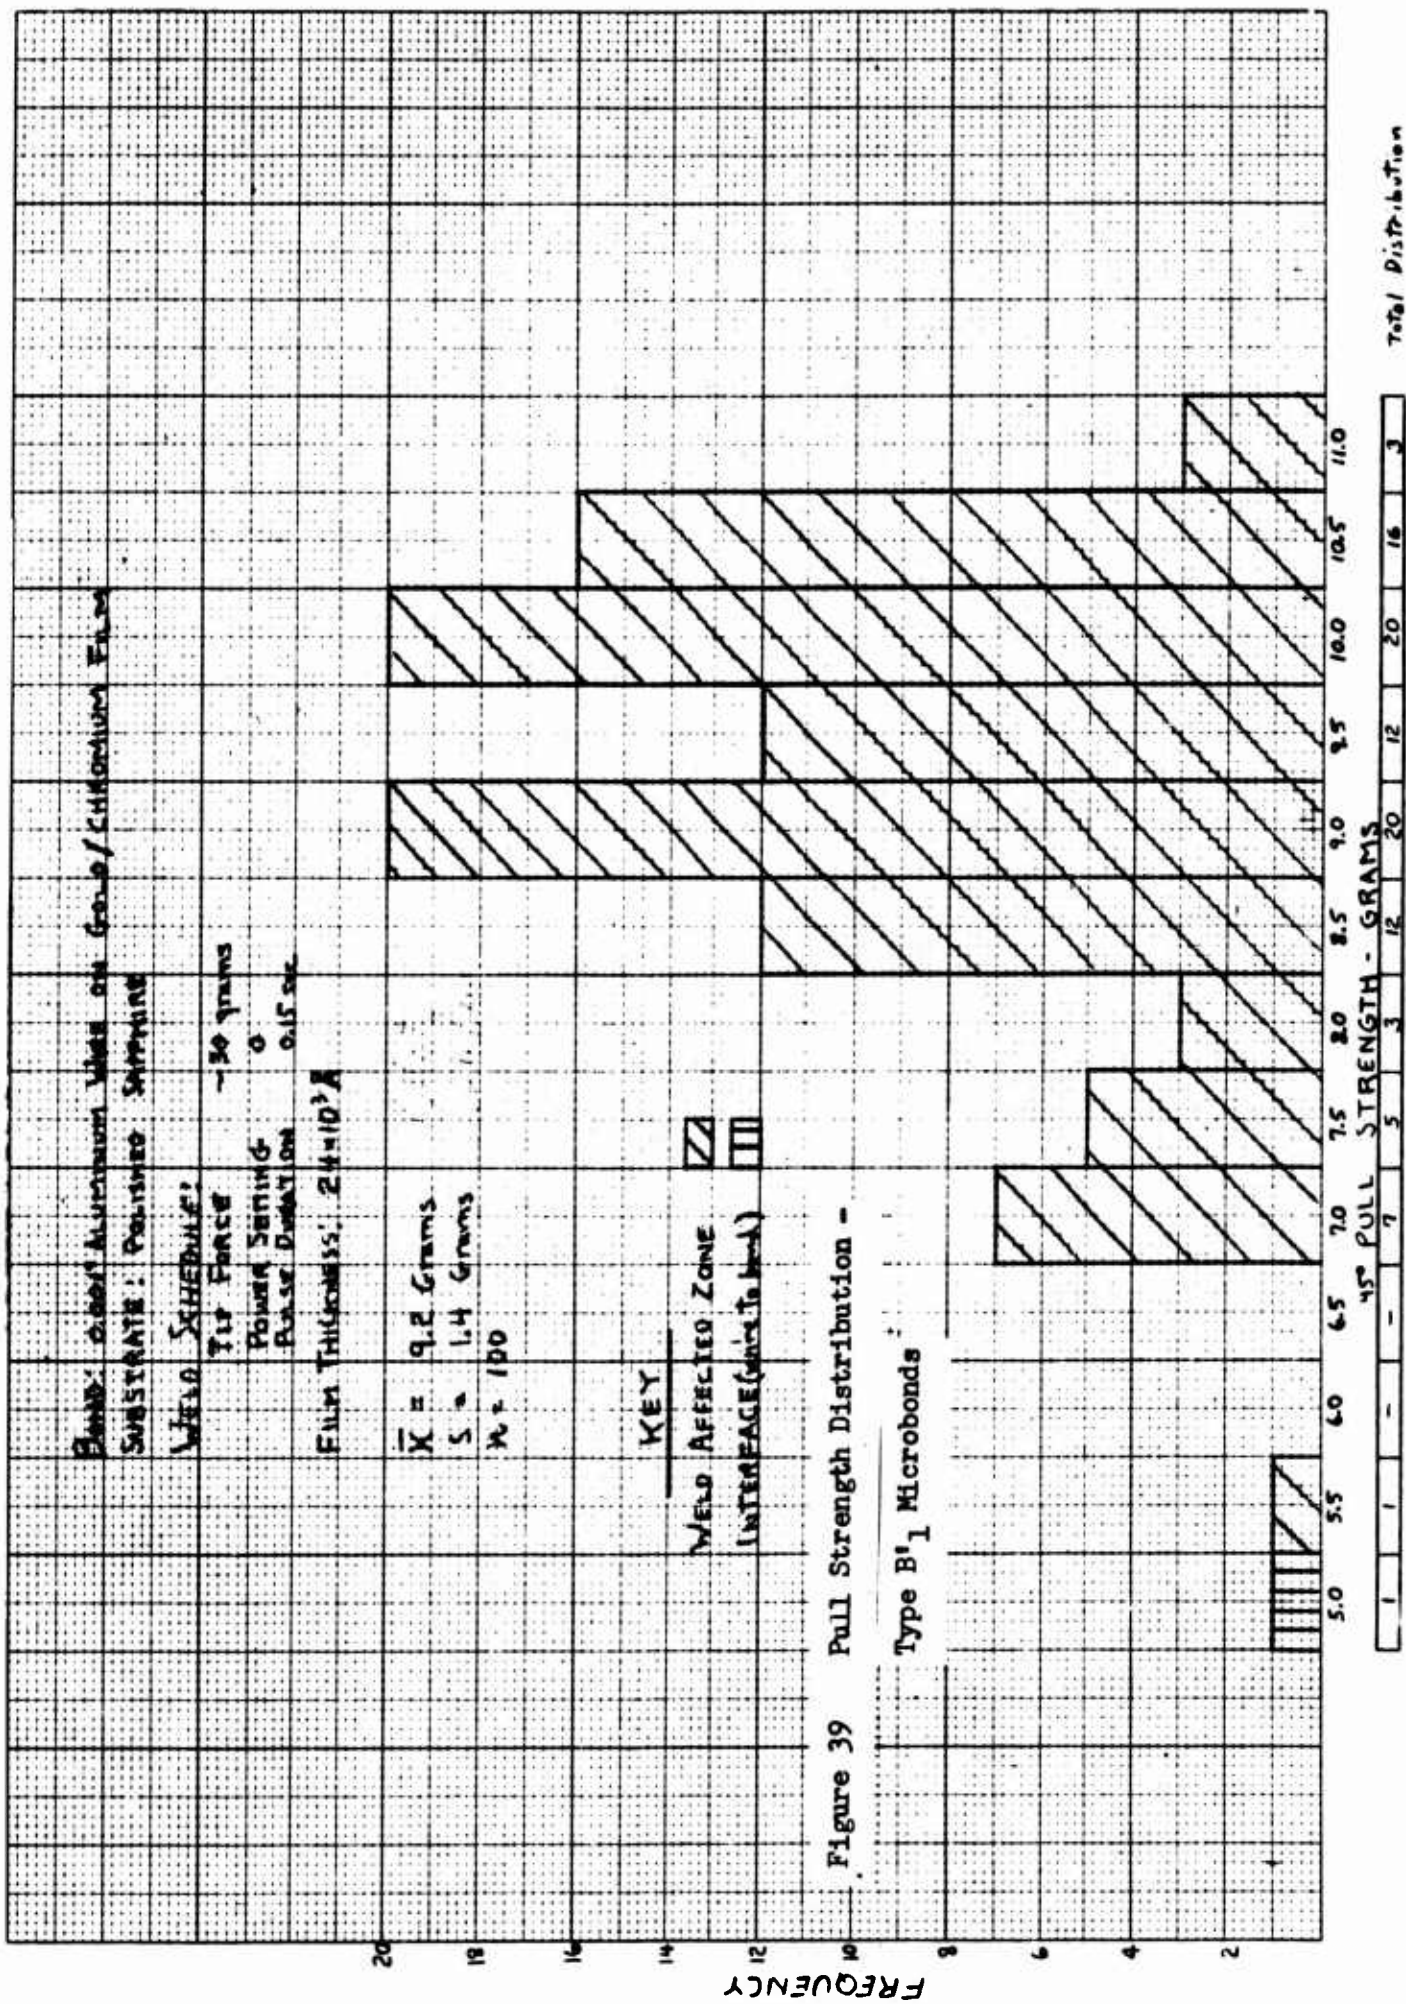 BOND: 0.001" ALUMINUM WIRE ON GOLD/CHROMIUM FILM
SUBSTRATE: POLISHED SAPPHIRE
WELD SCHEDULE:
TIP FORCE ~30 grams
POWER SETTING 0
PULSE DURATION 0.15 sec
FILM THICKNESS: 24×10³Å
X̄ = 9.2 Grams
S = 1.4 Grams
n = 100
KEY
WELD AFFECTED ZONE
INTERFACE (wire to bond)
Figure 39 Pull Strength Distribution -
Type B'1 Microbonds
FREQUENCY
20
18
16
14
12
10
8
6
4
2
5.0 5.5 6.0 6.5 7.0 7.5 8.0 8.5 9.0 9.5 10.0 10.5 11.0
45° PULL STRENGTH - GRAMS
1 1 - - 7 5 3 12 20 12 20 16 3
Total Distribution